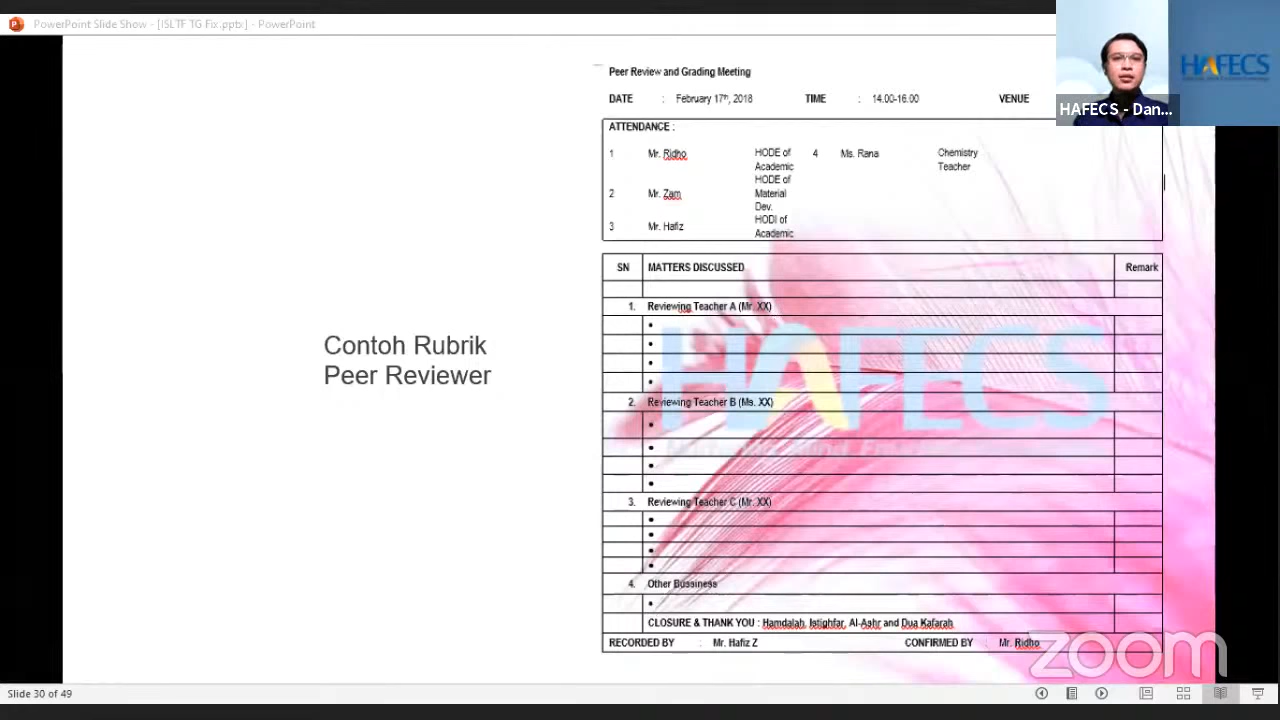 PowerPoint Slide Show - [ISLTF TG Fix.pptx] - PowerPoint
HAFECS
HAFECS - Dan...
Contoh Rubrik
Peer Reviewer
Peer Review and Grading Meeting
DATE : February 17th, 2018 TIME : 14.00-16.00 VENUE
ATTENDANCE :
1 Mr. Ridho HODE of Academic 4 Ms. Rana Chemistry Teacher
2 Mr. Zam HODE of Material Dev.
3 Mr. Hafiz HODI of Academic
SN MATTERS DISCUSSED Remark
1. Reviewing Teacher A (Mr. XX)
2. Reviewing Teacher B (Ms. XX)
HAFECS
3. Reviewing Teacher C (Mr. XX)
4. Other Bussiness
CLOSURE & THANK YOU : Hamdalah, Istighfar, Al-Ashr and Dua Kafarah
RECORDED BY : Mr. Hafiz Z CONFIRMED BY : Mr. Ridho
zoom
Slide 30 of 49